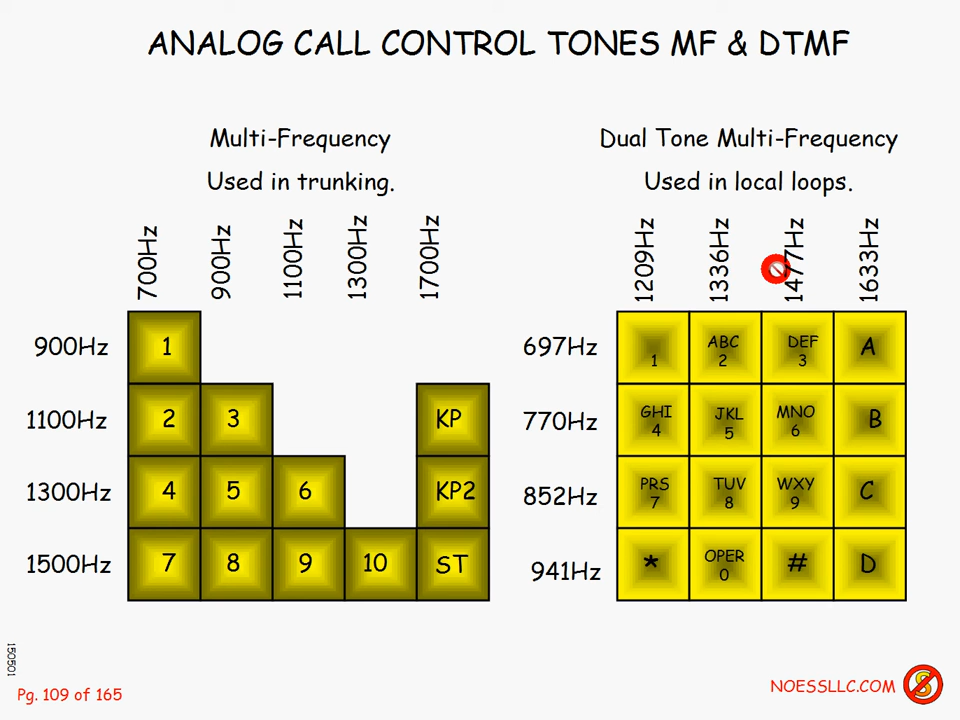 ANALOG CALL CONTROL TONES MF & DTMF
Multi-Frequency
Used in trunking.
700Hz 900Hz 1100Hz 1300Hz 1700Hz
900Hz 1
1100Hz 2 3 KP
1300Hz 4 5 6 KP2
1500Hz 7 8 9 10 ST
Dual Tone Multi-Frequency
Used in local loops.
1209Hz 1336Hz 1477Hz 1633Hz
697Hz 1 ABC 2 DEF 3 A
770Hz GHI 4 JKL 5 MNO 6 B
852Hz PRS 7 TUV 8 WXY 9 C
941Hz * OPER 0 # D
150501
Pg. 109 of 165
NOESSLLC.COM
S